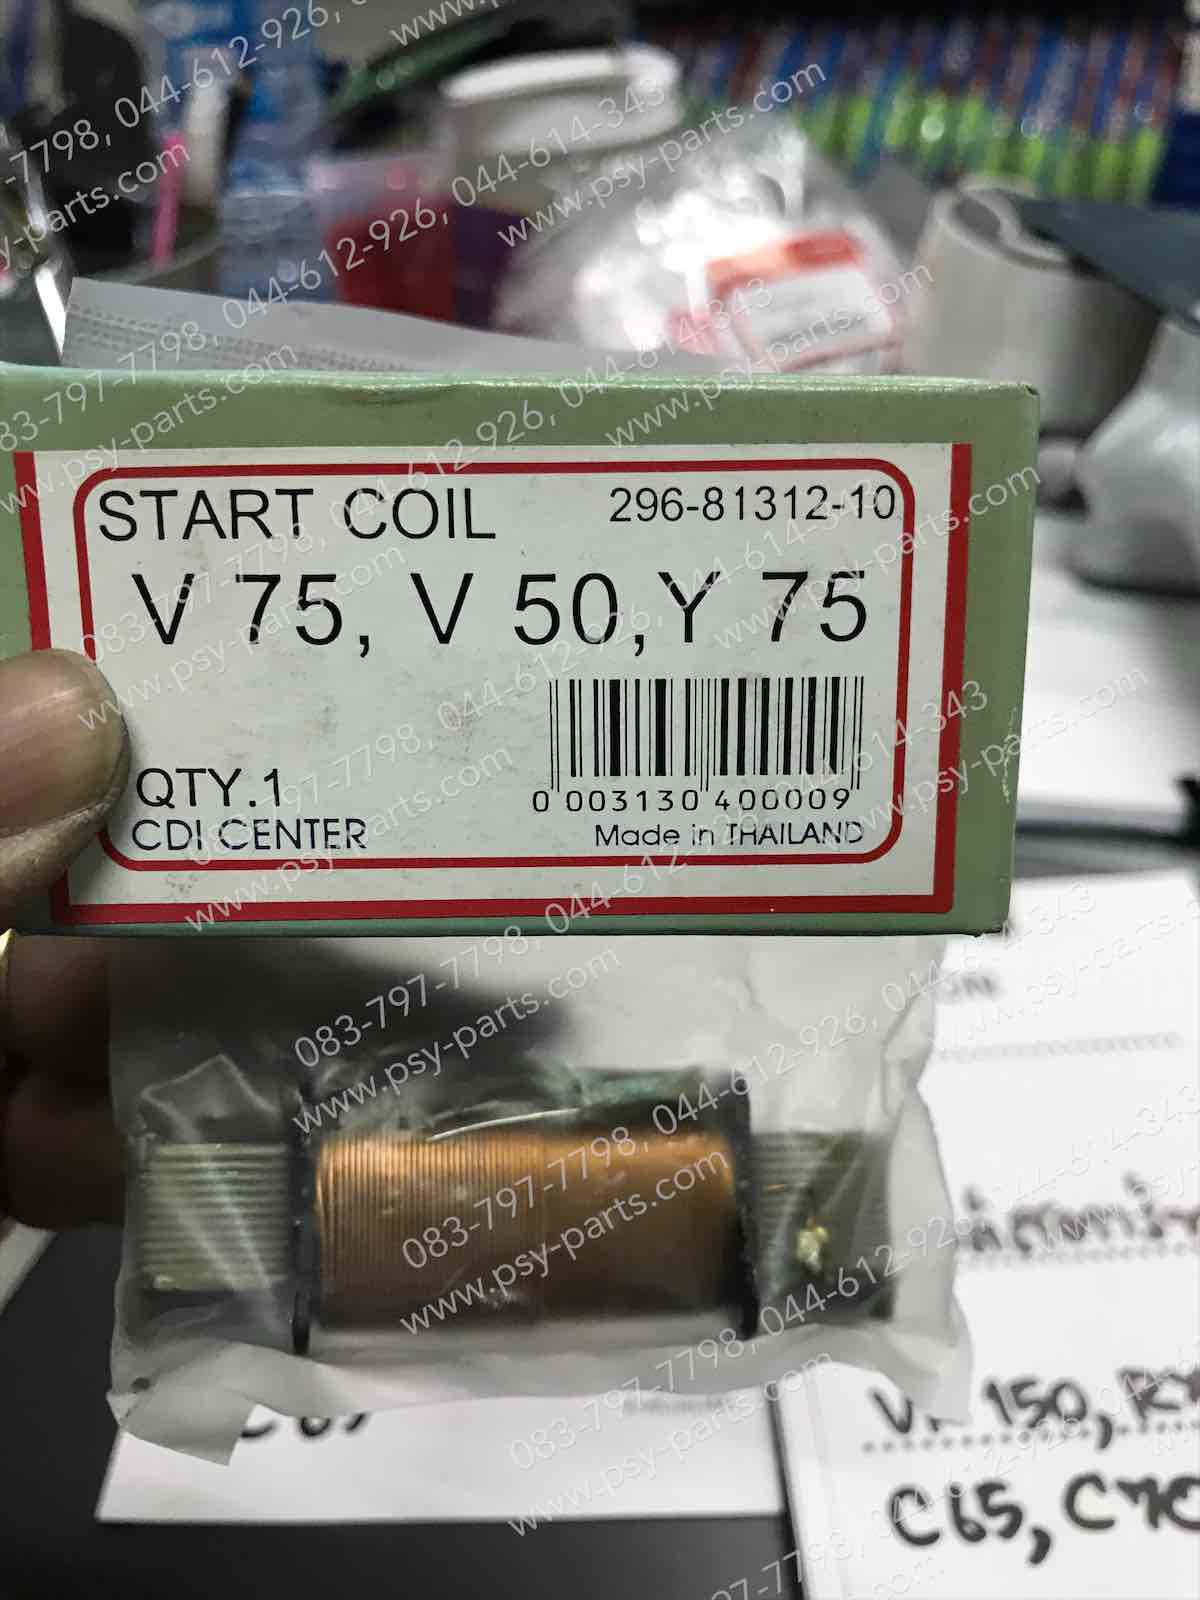 START COIL 296-81312-10
V 75, V 50, Y 75
QTY.1
0 003130 400009
CDI CENTER Made in THAILAND
150,
C65,
083-797-7798, 044-612-926, 044-614-343
www.psy-parts.com